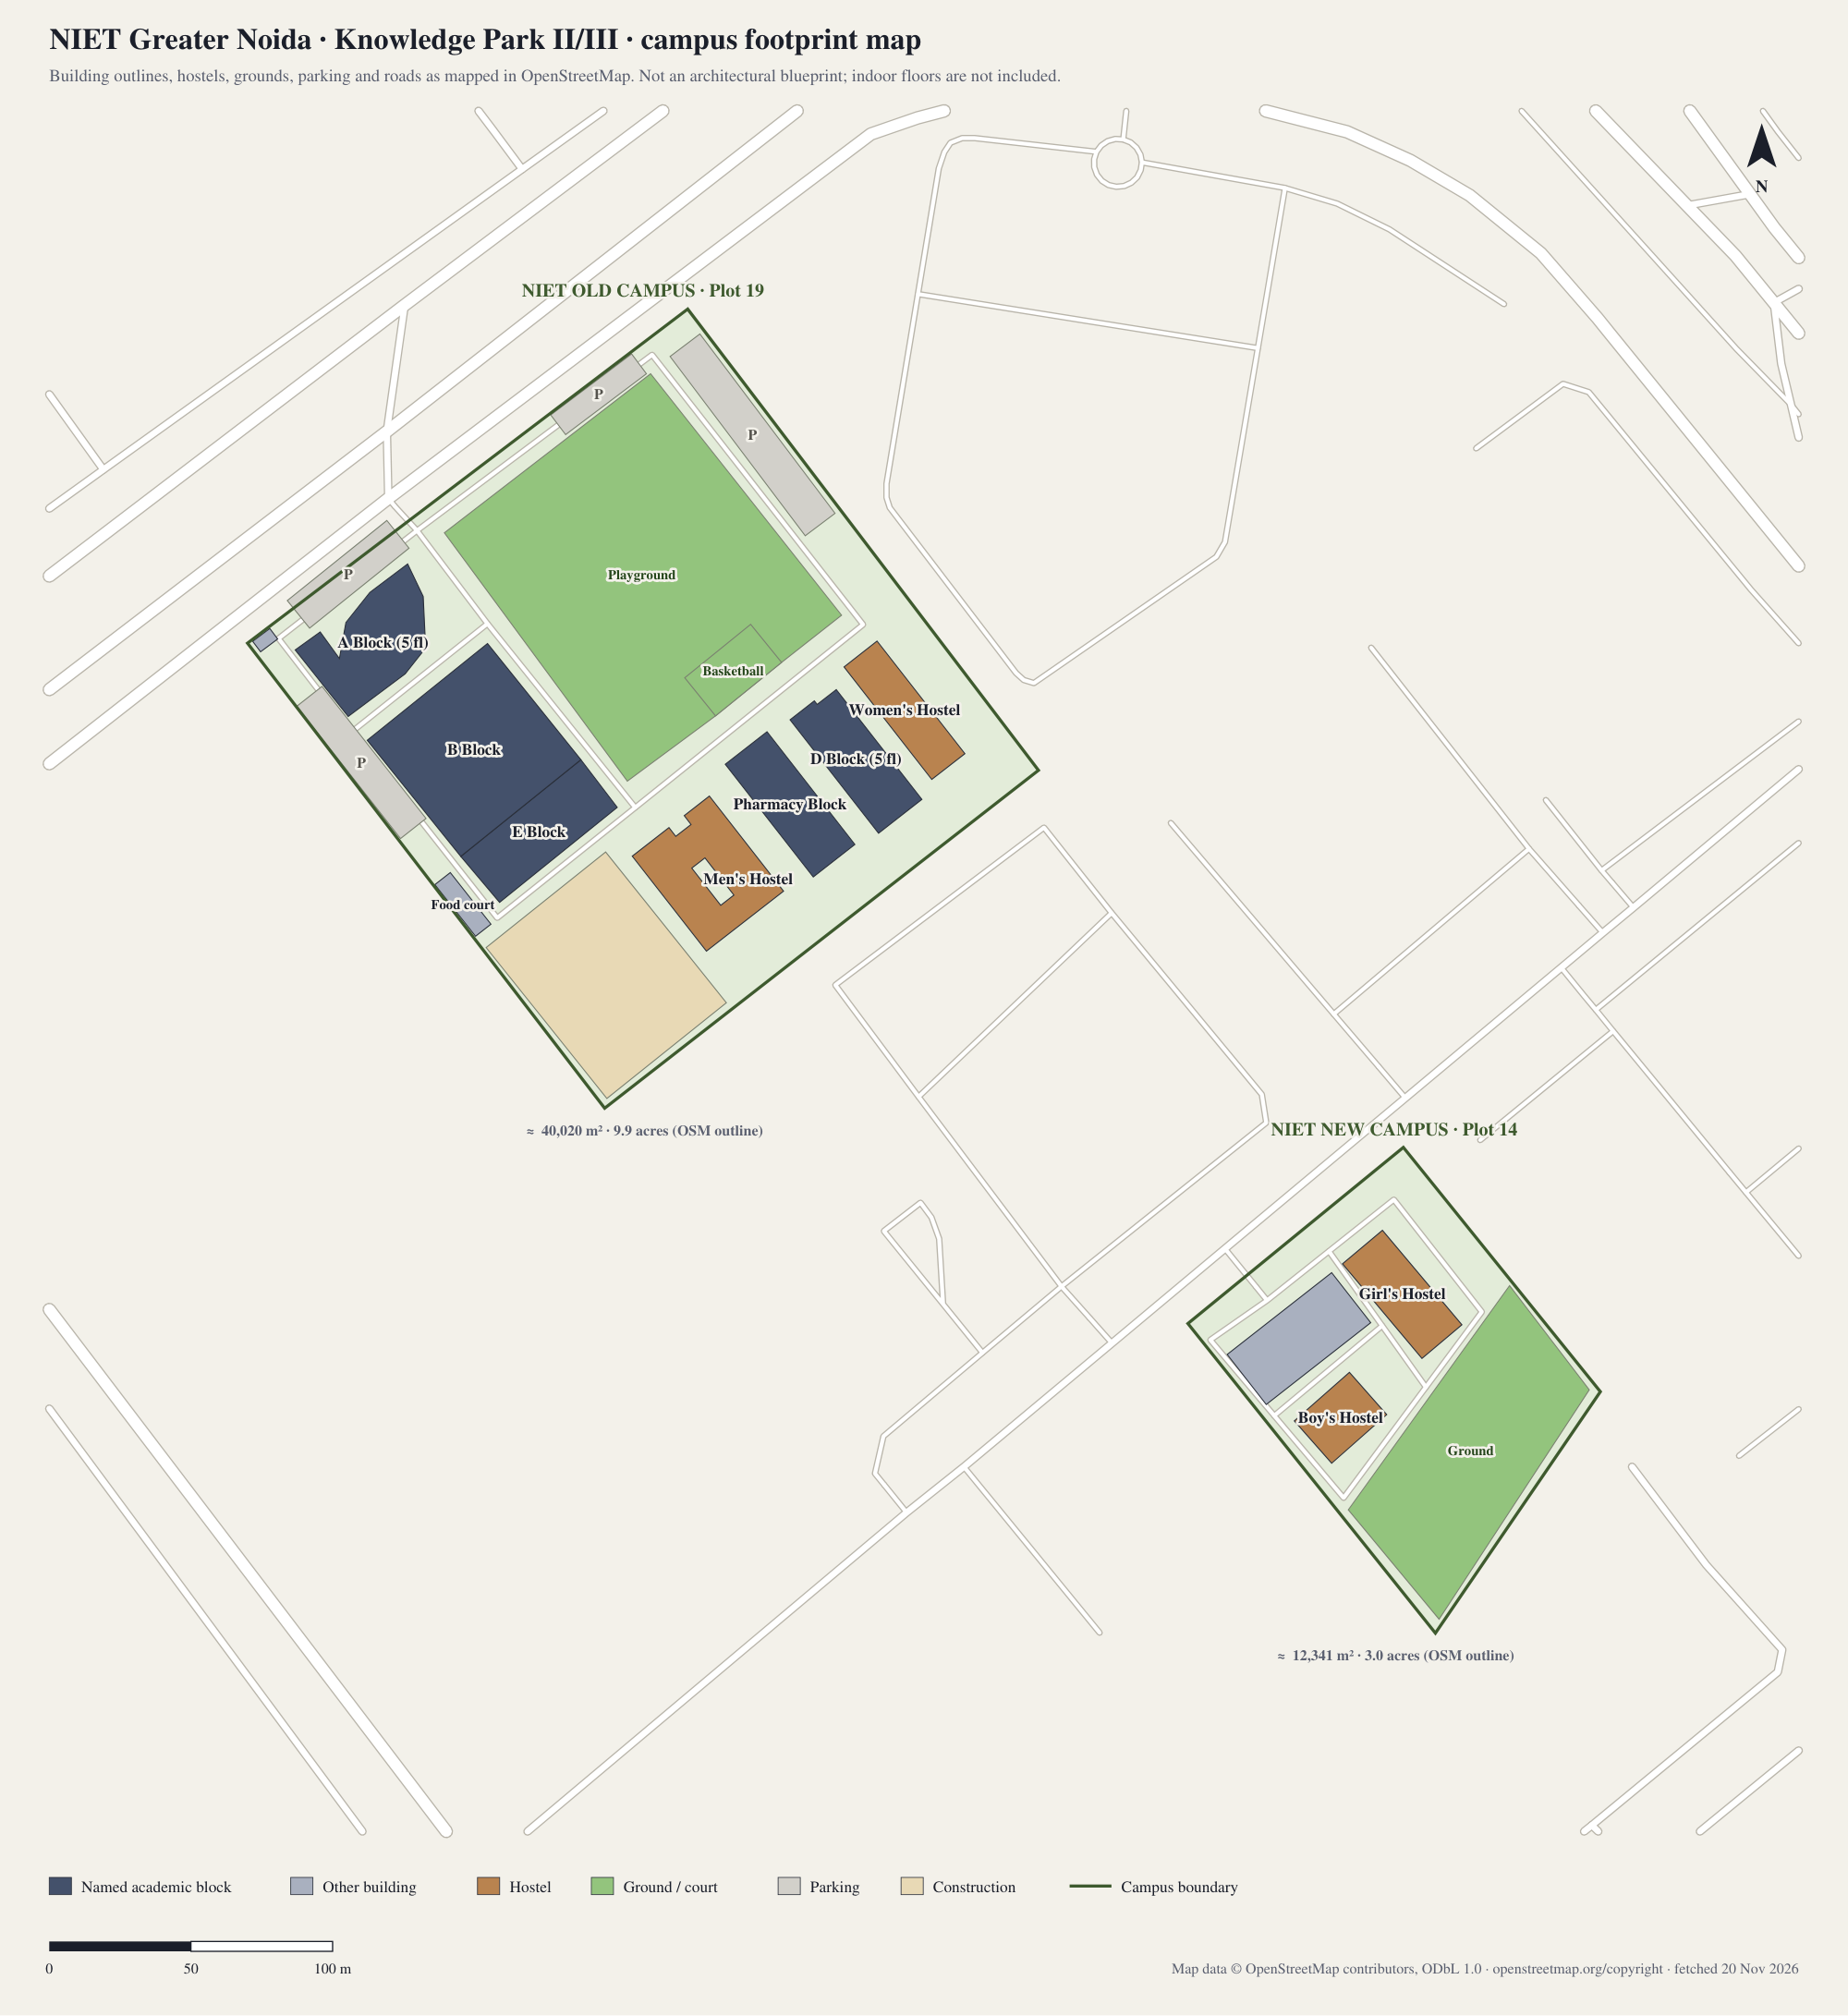 NIET Greater Noida · Knowledge Park II/III · campus footprint map
Building outlines, hostels, grounds, parking and roads as mapped in OpenStreetMap. Not an architectural blueprint; indoor floors are not included.
N
NIET OLD CAMPUS · Plot 19
P
P
P
Playground
A Block (5 fl)
Basketball
Women's Hostel
B Block
D Block (5 fl)
P
Pharmacy Block
E Block
Men's Hostel
Food court
≈ 40,020 m² · 9.9 acres (OSM outline)
NIET NEW CAMPUS · Plot 14
Girl's Hostel
Boy's Hostel
Ground
≈ 12,341 m² · 3.0 acres (OSM outline)
Named academic block
Other building
Hostel
Ground / court
Parking
Construction
Campus boundary
0 50 100 m
Map data © OpenStreetMap contributors, ODbL 1.0 · openstreetmap.org/copyright · fetched 20 Nov 2026